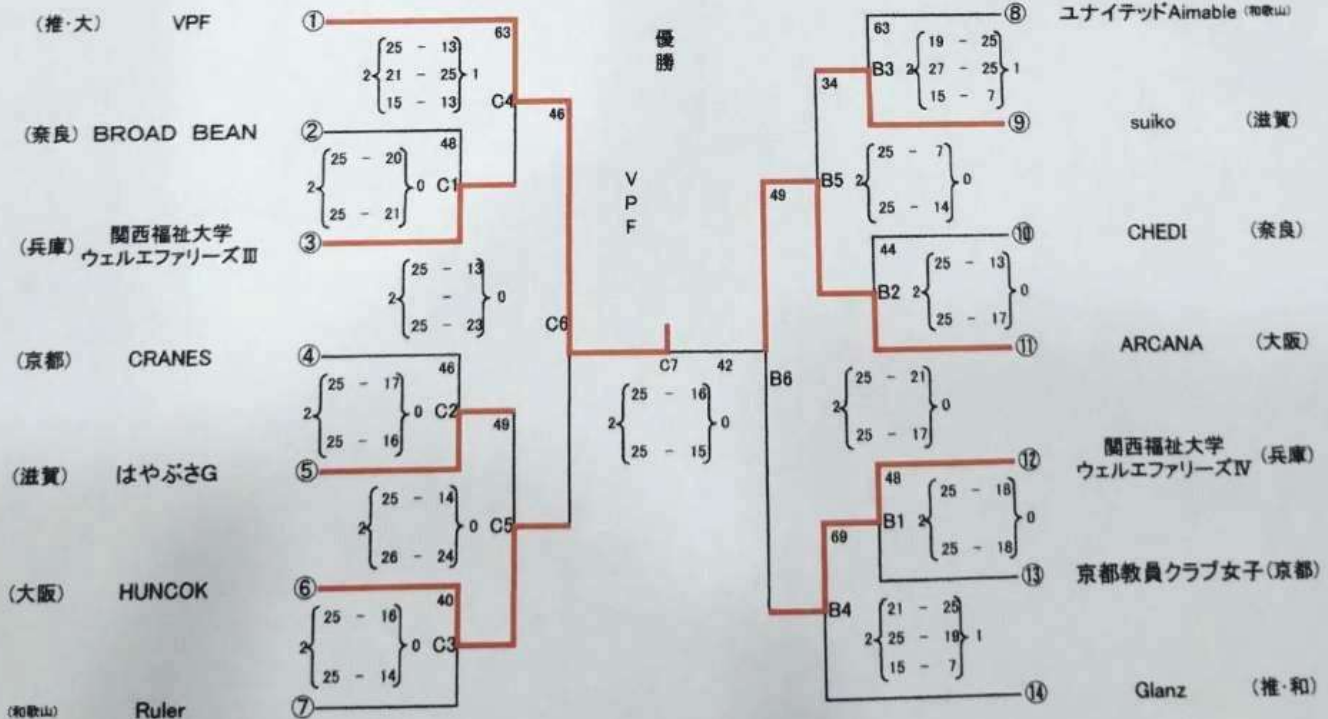 (推・大) VPF ①
63
2 25 - 13 1
21 - 25
15 - 13
C4
46
(奈良) BROAD BEAN ②
48
2 25 - 20 0
25 - 21
C1
(兵庫) 関西福祉大学
ウェルエファリーズⅢ ③
2 25 - 13 0
-
25 - 23
C6
(京都) CRANES ④
46
2 25 - 17 0
25 - 16
C2
49
(滋賀) はやぶさG ⑤
2 25 - 14 0
26 - 24
C5
(大阪) HUNCOK ⑥
40
2 25 - 16 0
25 - 14
C3
(和歌山) Ruler ⑦
優勝
VPF
C7 42
2 25 - 16 0
25 - 15
⑧ ユナイテッドAimable (和歌山)
63
B3 2 19 - 25 1
27 - 25
15 - 7
34
⑨ suiko (滋賀)
B5 2 25 - 7 0
25 - 14
49
⑩ CHEDI (奈良)
44
B2 2 25 - 13 0
25 - 17
⑪ ARCANA (大阪)
B6
2 25 - 21 0
25 - 17
⑫ 関西福祉大学
ウェルエファリーズⅣ (兵庫)
48
B1 2 25 - 18 0
25 - 18
69
⑬ 京都教員クラブ女子(京都)
B4
2 21 - 25 1
25 - 19
15 - 7
⑭ Glanz (推・和)